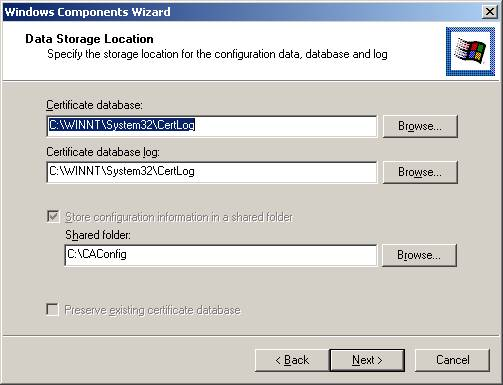 Windows Components Wizard
Data Storage Location
Specify the storage location for the configuration data, database and log
Certificate database:
C:\WINNT\System32\CertLog
Browse...
Certificate database log:
C:\WINNT\System32\CertLog
Browse...
Store configuration information in a shared folder
Shared folder:
C:\CAConfig
Browse...
Preserve existing certificate database
< Back
Next >
Cancel